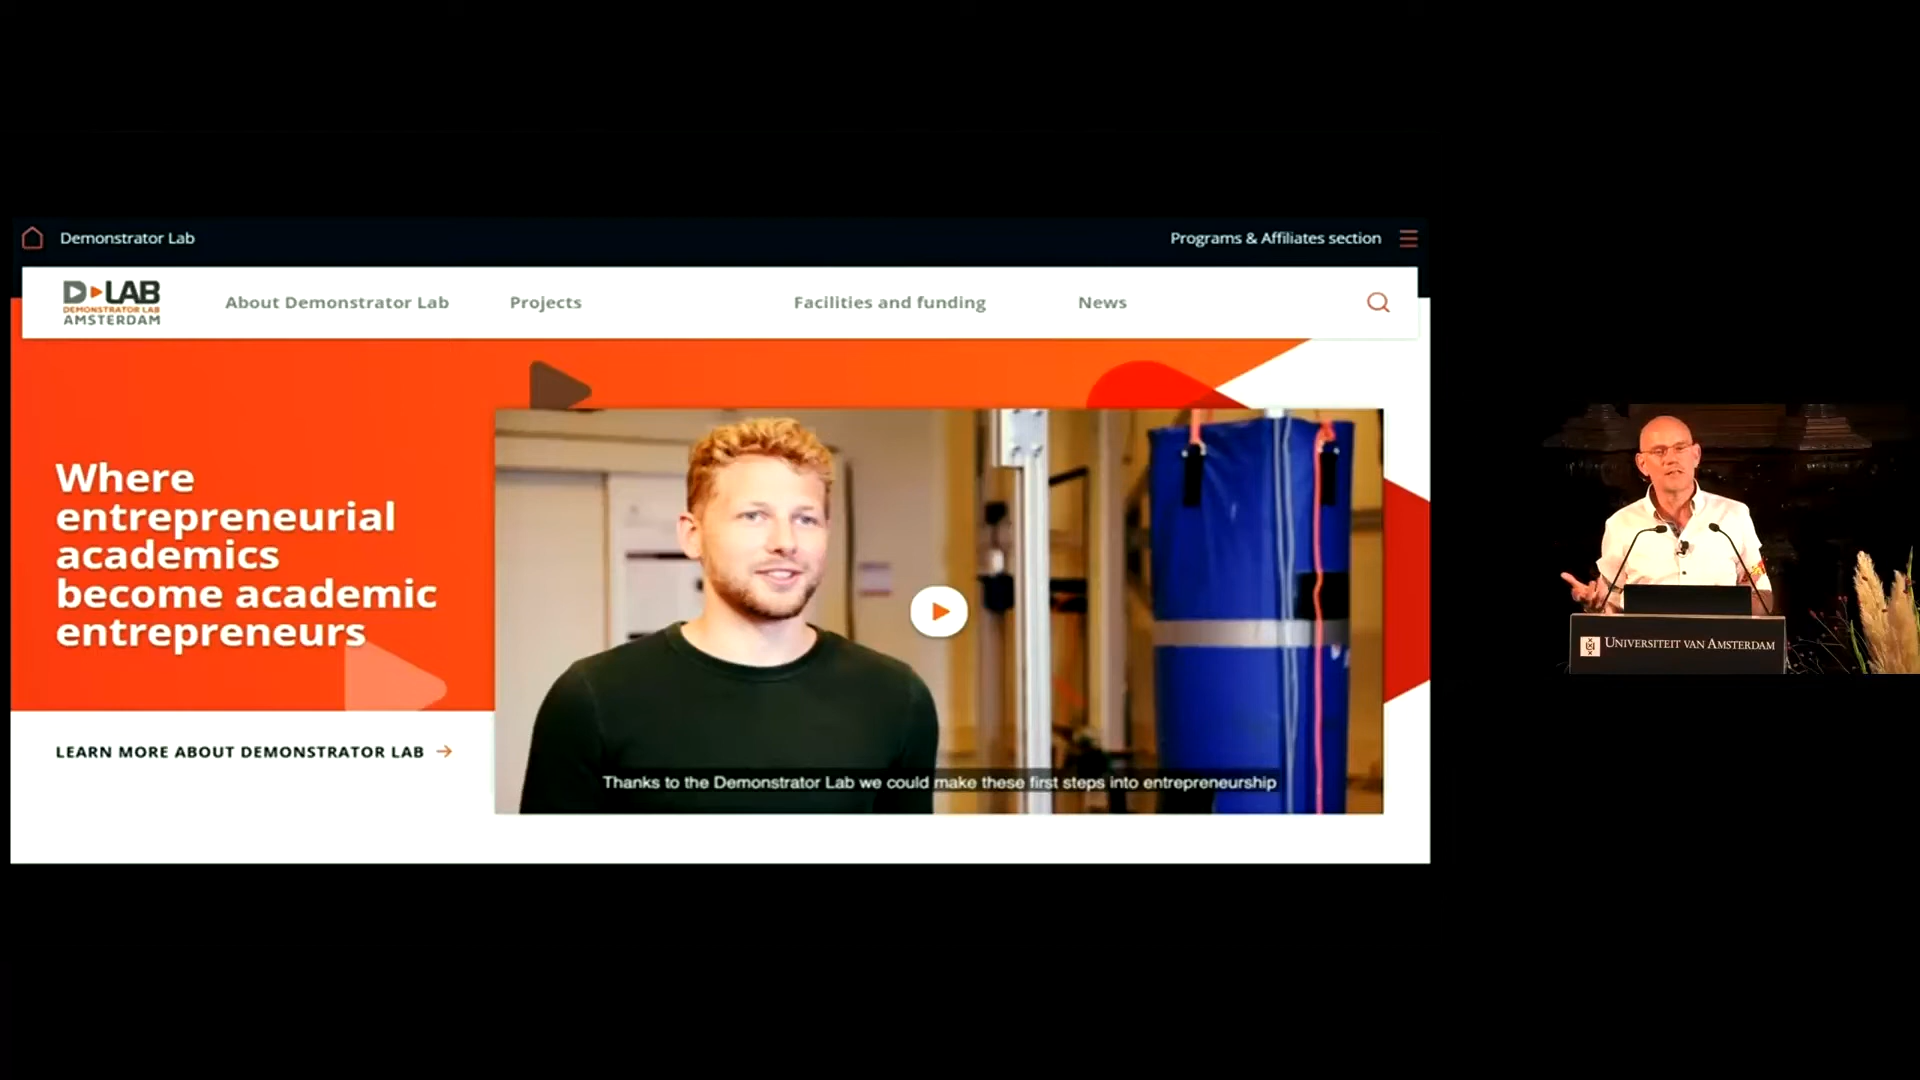 Demonstrator Lab
Programs & Affiliates section
D LAB
DEMONSTRATOR LAB
AMSTERDAM
About Demonstrator Lab
Projects
Facilities and funding
News
Where
entrepreneurial
academics
become academic
entrepreneurs
LEARN MORE ABOUT DEMONSTRATOR LAB
Thanks to the Demonstrator Lab we could make these first steps into entrepreneurship
UNIVERSITEIT VAN AMSTERDAM